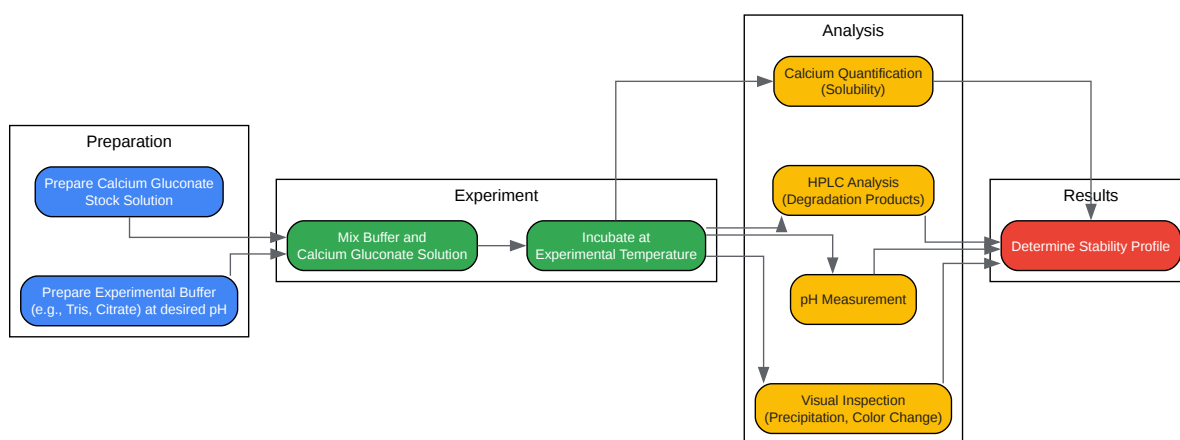 Preparation
Prepare Calcium Gluconate
Stock Solution
Prepare Experimental Buffer
(e.g., Tris, Citrate) at desired pH
Experiment
Mix Buffer and
Calcium Gluconate Solution
Incubate at
Experimental Temperature
Analysis
Calcium Quantification
(Solubility)
HPLC Analysis
(Degradation Products)
pH Measurement
Visual Inspection
(Precipitation, Color Change)
Results
Determine Stability Profile